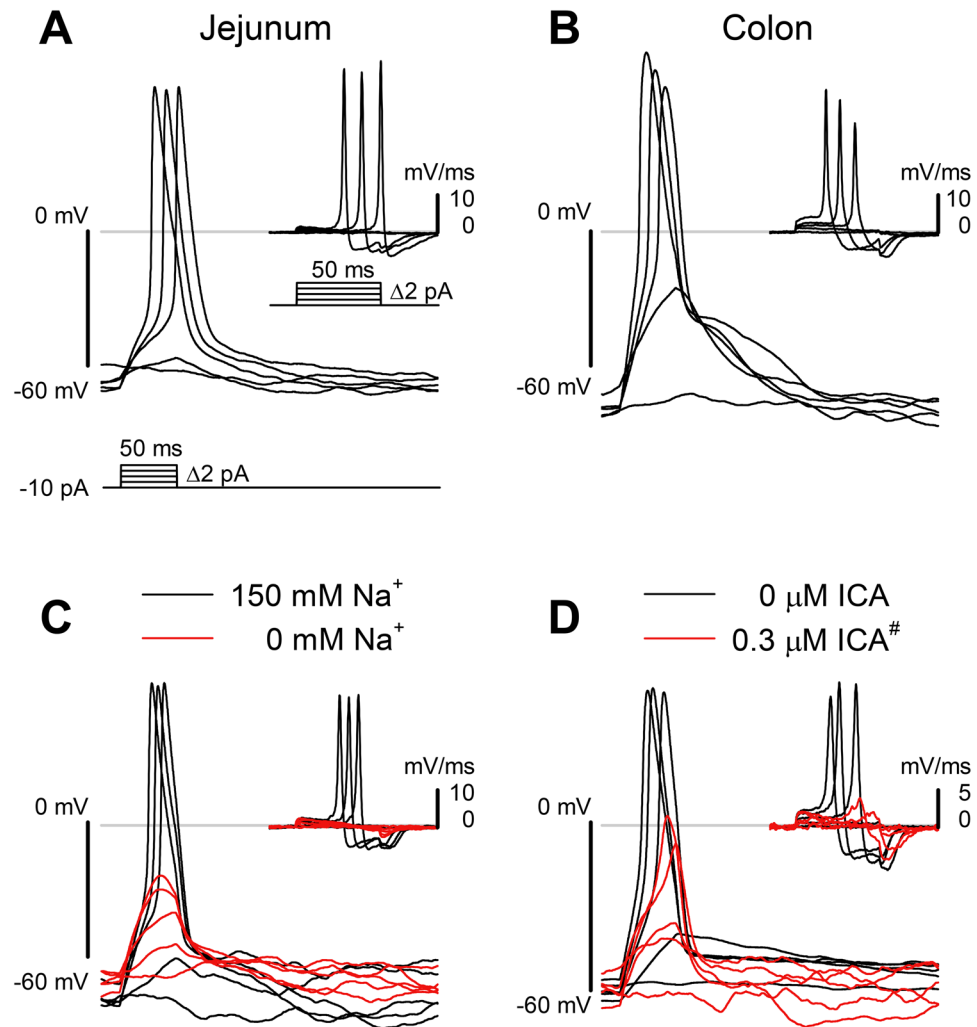 A Jejunum
mV/ms
10
0
0 mV
50 ms
Δ2 pA
-60 mV
50 ms
Δ2 pA
-10 pA
B Colon
mV/ms
10
0
0 mV
-60 mV
C
150 mM Na⁺
0 mM Na⁺
mV/ms
10
0
0 mV
-60 mV
D
0 μM ICA
0.3 μM ICA#
mV/ms
5
0
0 mV
-60 mV